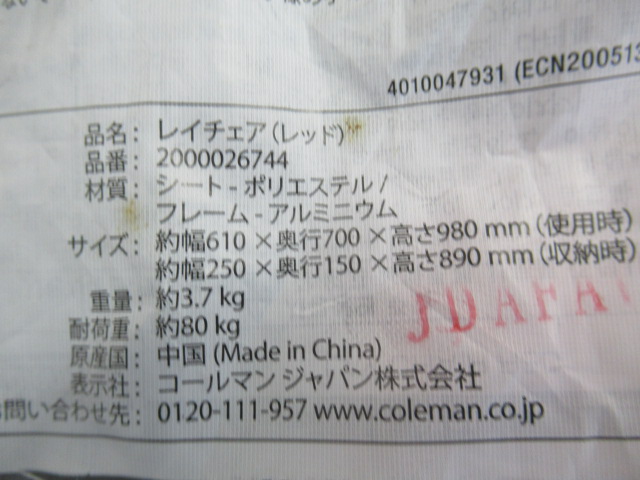 4010047931 (ECN200513
品名: レイチェア(レッド)
品番: 2000026744
材質: シート - ポリエステル /
フレーム - アルミニウム
サイズ: 約幅610 × 奥行700 × 高さ980 mm (使用時)
約幅250 × 奥行150 × 高さ890 mm (収納時)
重量: 約3.7 kg
耐荷重: 約80 kg
原産国: 中国 (Made in China)
表示社: コールマン ジャパン株式会社
問い合わせ先: 0120-111-957 www.coleman.co.jp